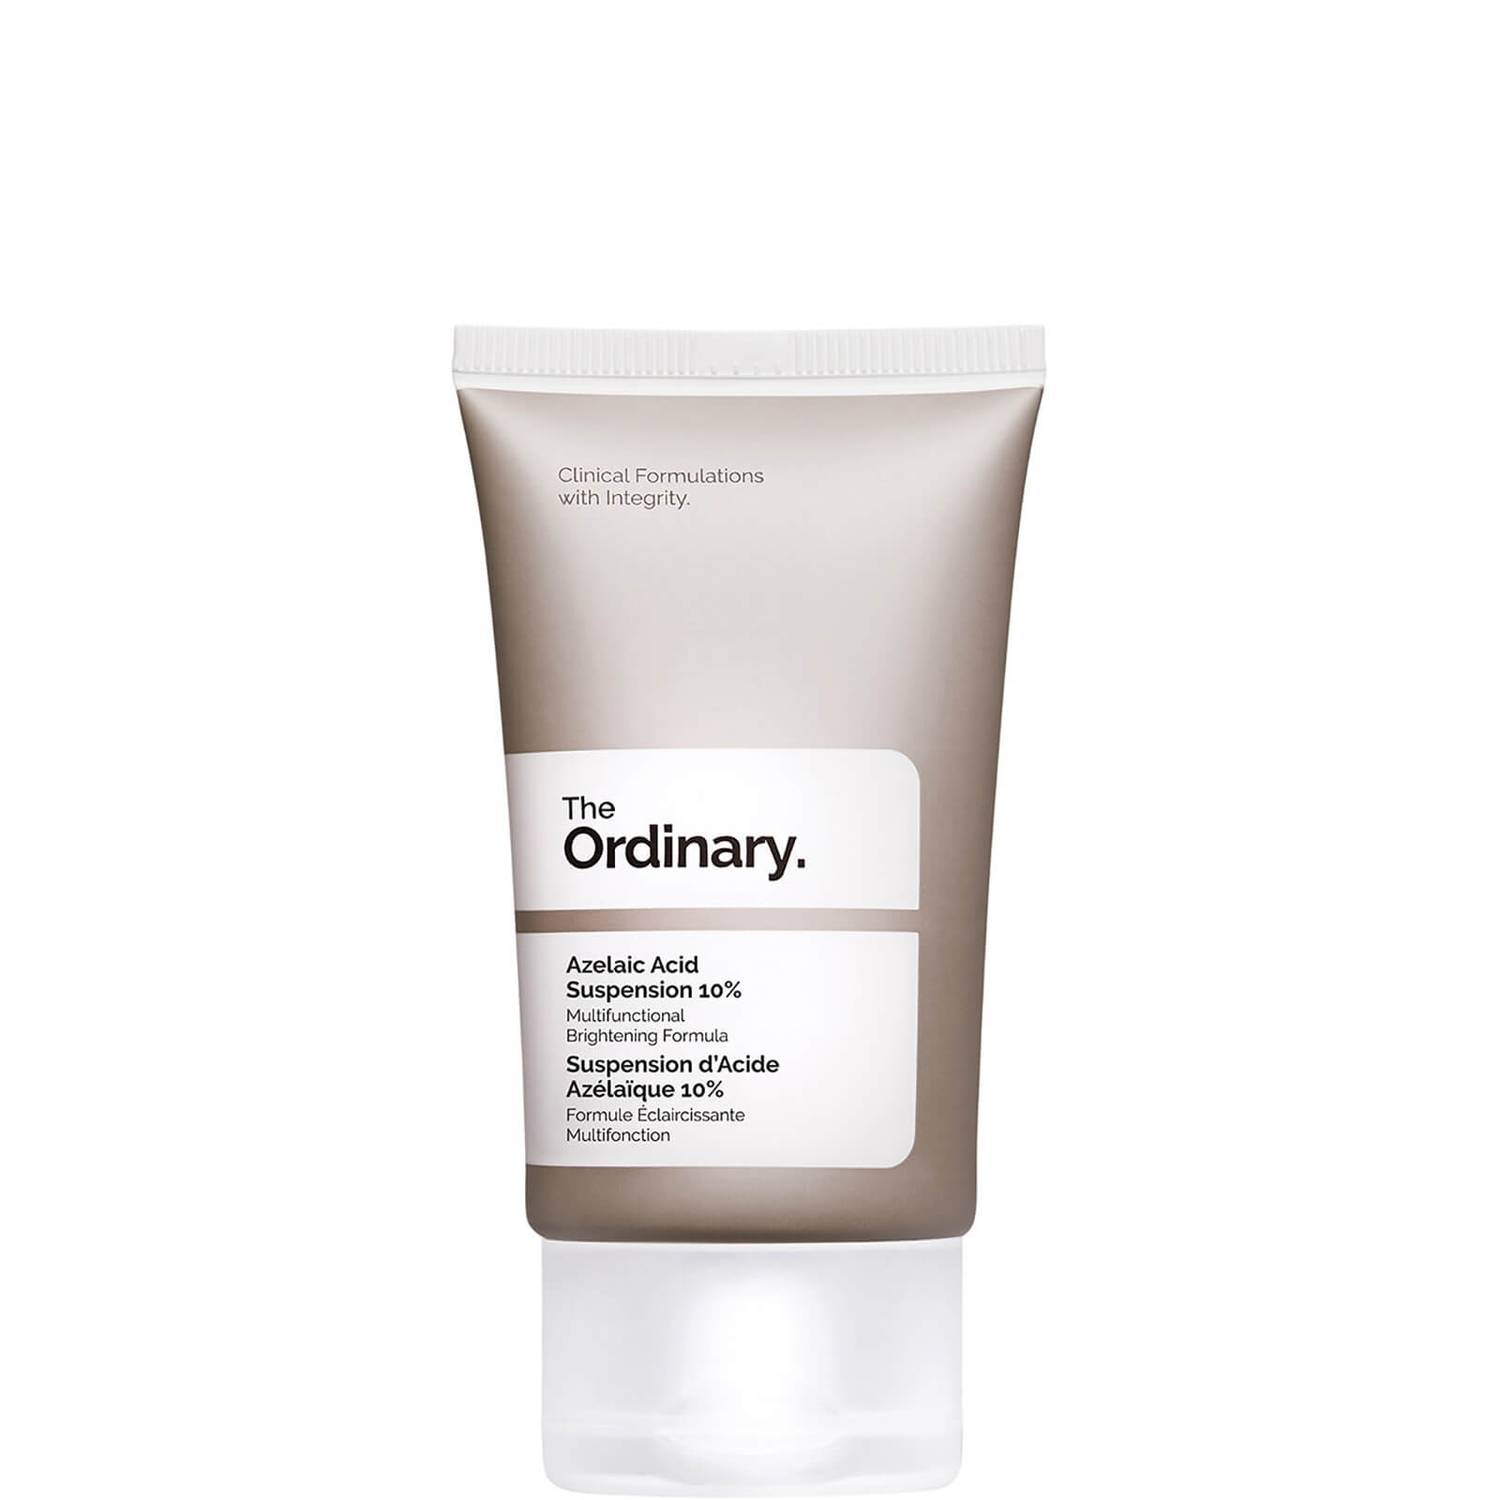 Clinical Formulations
with Integrity.
The
Ordinary.
Azelaic Acid
Suspension 10%
Multifunctional
Brightening Formula
Suspension d'Acide
Azélaïque 10%
Formule Éclaircissante
Multifonction